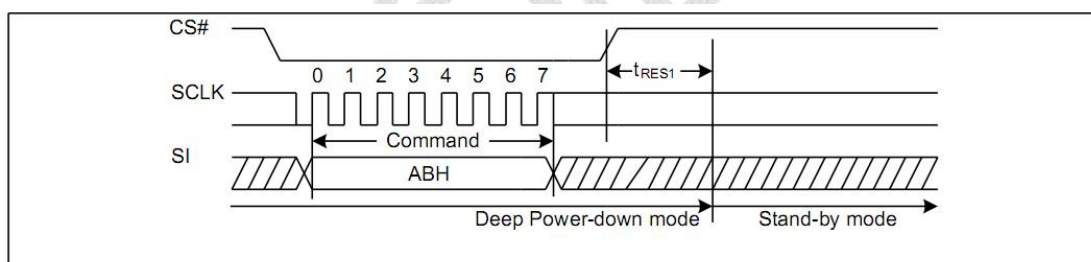 CS#
tRES1
0 1 2 3 4 5 6 7
SCLK
Command
SI
ABH
Deep Power-down mode Stand-by mode